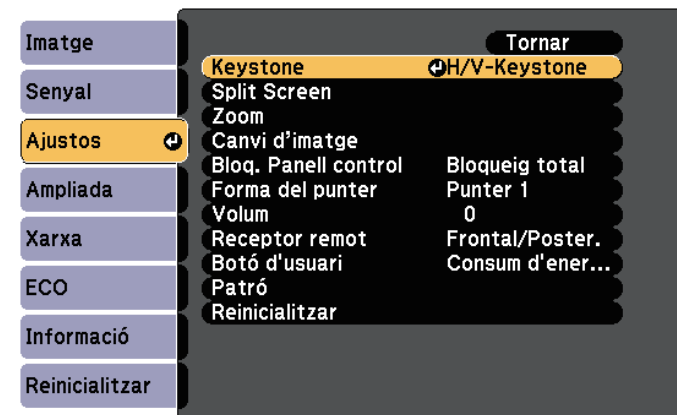 Imatge
Senyal
Ajustos
Ampliada
Xarxa
ECO
Informació
Reinicialitzar
Tornar
Keystone H/V-Keystone
Split Screen
Zoom
Canvi d'imatge
Bloq. Panell control Bloqueig total
Forma del punter Punter 1
Volum 0
Receptor remot Frontal/Poster.
Botó d'usuari Consum d'ener...
Patró
Reinicialitzar